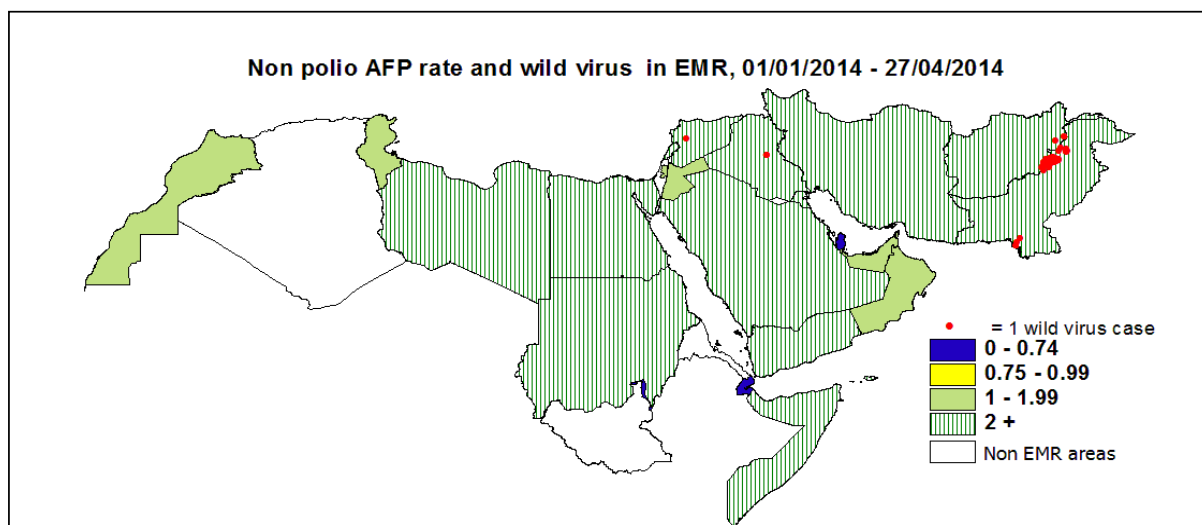 Non polio AFP rate and wild virus in EMR, 01/01/2014 - 27/04/2014
= 1 wild virus case
0 - 0.74
0.75 - 0.99
1 - 1.99
2 +
Non EMR areas